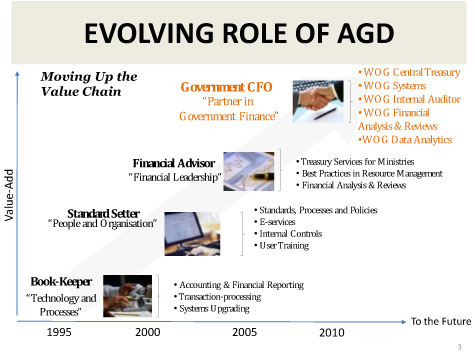 EVOLVING ROLE OF AGD
Moving Up the
Value Chain
Government CFO
“Partner in
Government Finance”
• WOG Central Treasury
• WOG Systems
• WOG Internal Auditor
• WOG Financial
Analysis & Reviews
•WOG Data Analytics
Financial Advisor
“Financial Leadership”
• Treasury Services for Ministries
• Best Practices in Resource Management
• Financial Analysis & Reviews
Value-Add
Standard Setter
“People and Organisation”
• Standards, Processes and Policies
• E-services
• Internal Controls
• User Training
Book-Keeper
“Technology and
Processes”
• Accounting & Financial Reporting
• Transaction-processing
• Systems Upgrading
To the Future
1995 2000 2005 2010
3